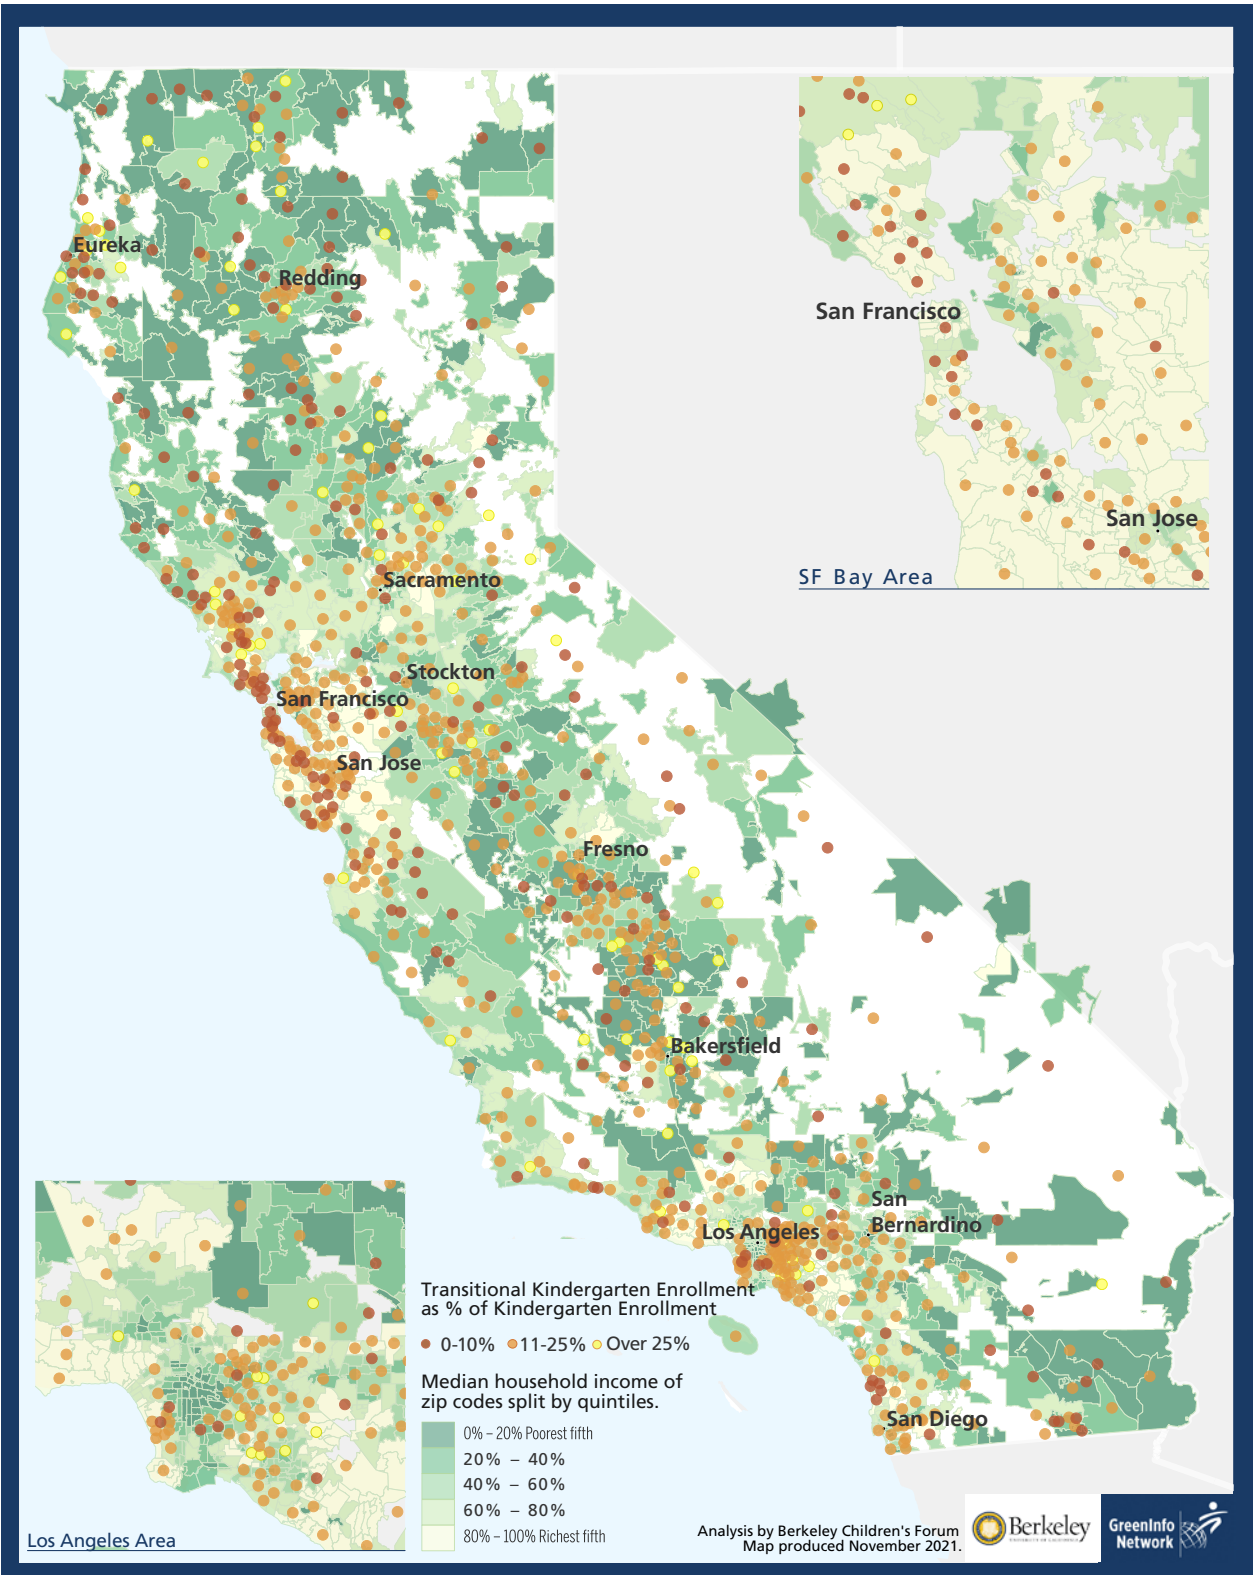 Eureka
Redding
San Francisco
San Jose
SF Bay Area
Sacramento
Stockton
San Francisco
San Jose
Fresno
Bakersfield
San
Bernardino
Los Angeles
San Diego
Transitional Kindergarten Enrollment
as % of Kindergarten Enrollment
0-10% 11-25% Over 25%
Median household income of
zip codes split by quintiles.
0% – 20% Poorest fifth
20% – 40%
40% – 60%
60% – 80%
80% – 100% Richest fifth
Los Angeles Area
Analysis by Berkeley Children's Forum
Map produced November 2021.
Berkeley
UNIVERSITY OF CALIFORNIA
GreenInfo
Network